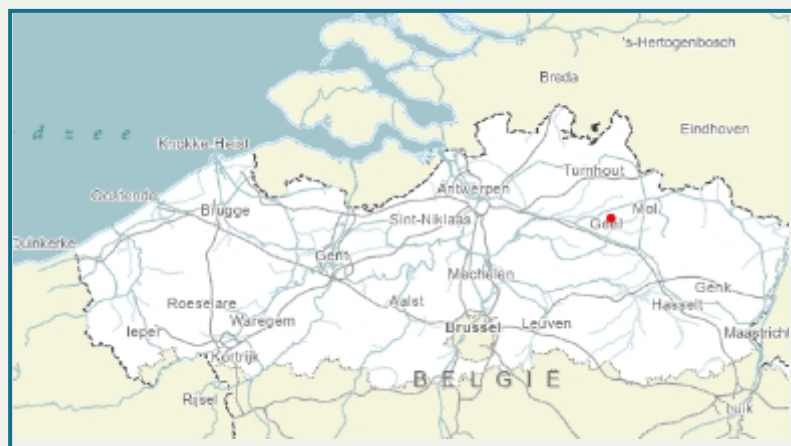 's-Hertogenbosch
Breda
Eindhoven
dzee
Knokke-Heist
Turnhout
Antwerpen
Oostende
Mol
Brugge
Sint-Niklaas
Geel
Duinkerke
Gent
Mechelen
Genk
Roeselare
Aalst
Hasselt
Waregem
Brussel
Leuven
Ieper
Maastricht
Kortrijk
BELGIË
Rijsel
Luik